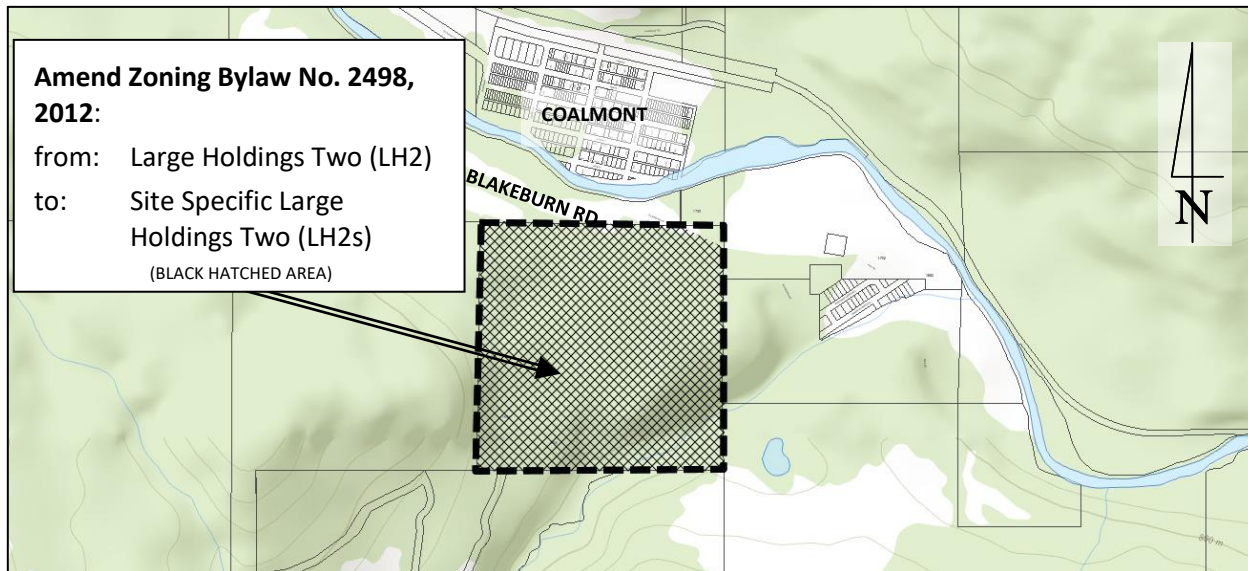 Amend Zoning Bylaw No. 2498,
2012:
from: Large Holdings Two (LH2)
to: Site Specific Large
Holdings Two (LH2s)
(BLACK HATCHED AREA)
COALMONT
BLAKEBURN RD
N